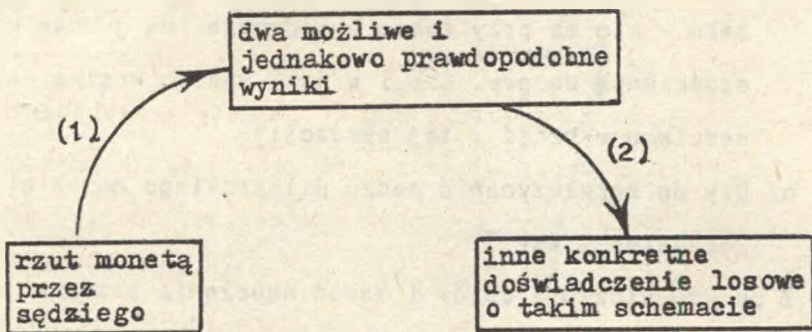 dwa możliwe i
jednakowo prawdopodobne
wyniki
(1)
(2)
rzut monetą
przez
sędziego
inne konkretne
doświadczenie losowe
o takim schemacie